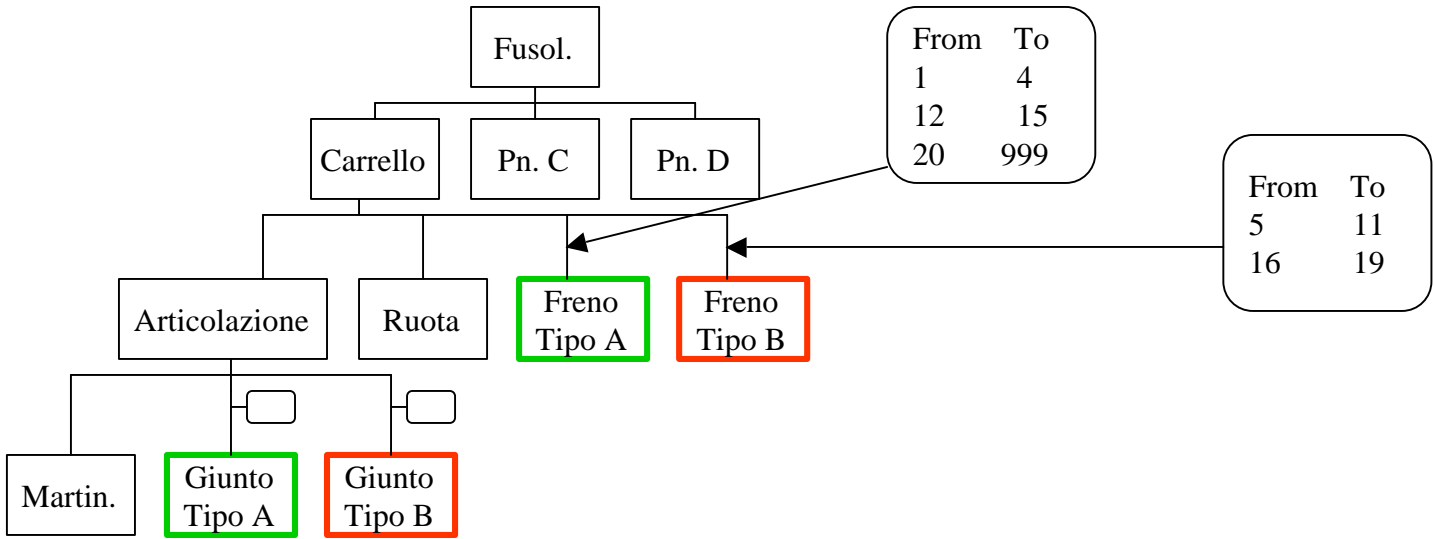 Fusol.
From To
1 4
12 15
20 999
Carrello
Pn. C
Pn. D
From To
5 11
16 19
Articolazione
Ruota
Freno
Tipo A
Freno
Tipo B
Martin.
Giunto
Tipo A
Giunto
Tipo B